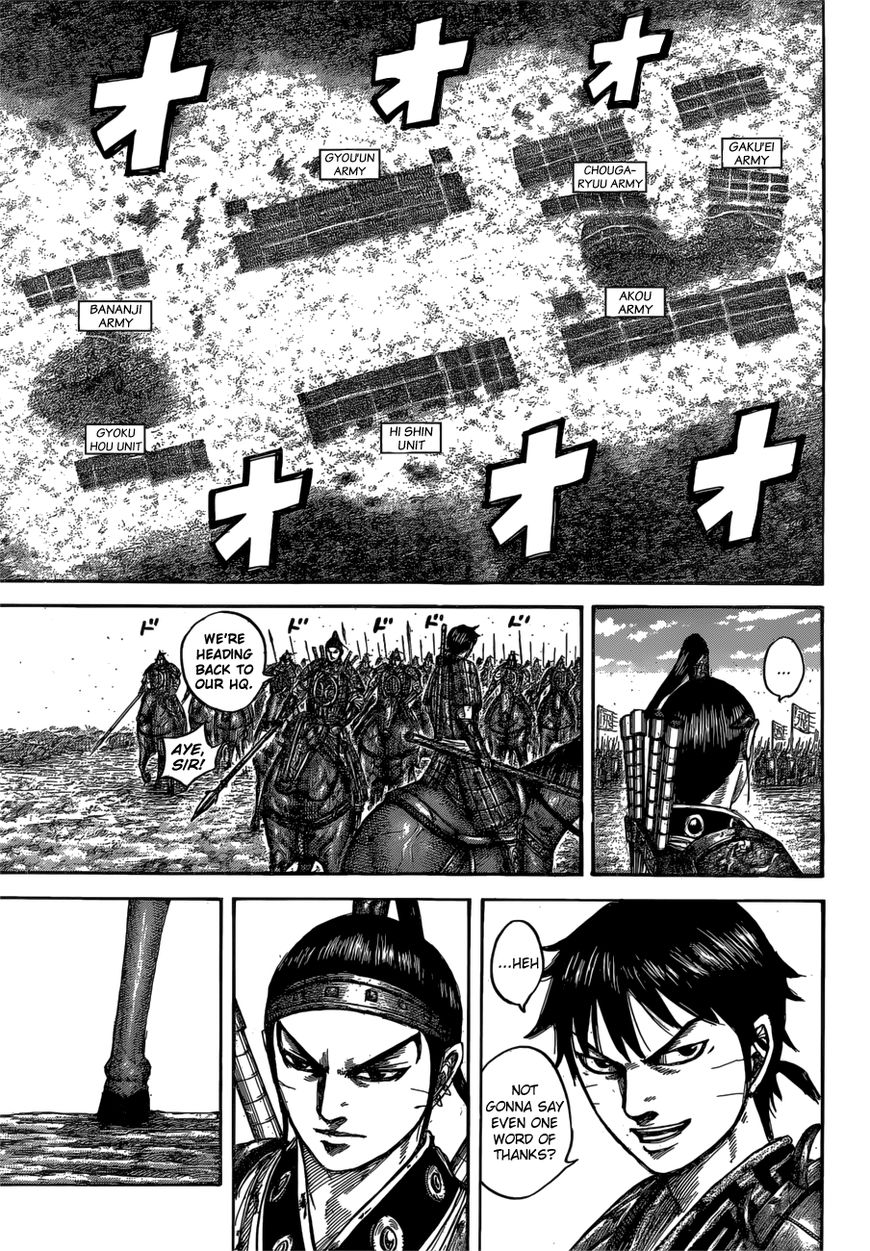 オ オ オ
GAKU'EI
ARMY
CHOUGA-
RYUU ARMY
GYOU'UN
ARMY
AKOU
ARMY
BANANJI
ARMY
HI SHIN
UNIT
GYOKU
HOU UNIT
オ オ オ
...
ド ド ド ド ド
WE'RE
HEADING
BACK TO
OUR HQ.
AYE,
SIR!
...HEH
NOT
GONNA SAY
EVEN ONE
WORD OF
THANKS?